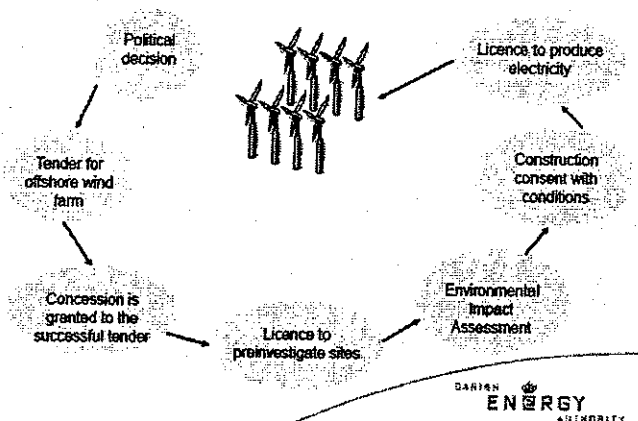 Political
decision
Tender for
offshore wind
farm
Concession is
granted to the
successful tender
Licence to
preinvestigate sites
Environmental
Impact
Assessment
Construction
consent with
conditions
Licence to produce
electricity
DANISH
ENERGY
AUTHORITY